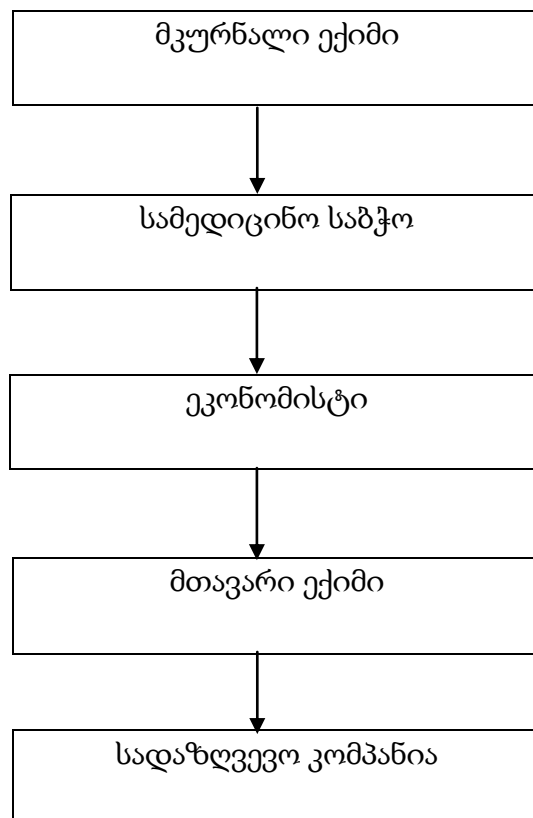 მკურნალი ექიმი
სამედიცინო საბჭო
ეკონომისტი
მთავარი ექიმი
სადაზღვევო კომპანია